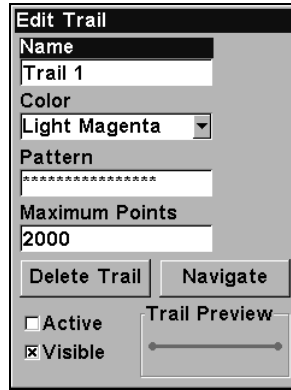 Edit Trail
Name
Trail 1
Color
Light Magenta
Pattern
***************
Maximum Points
2000
Delete Trail Navigate
Active Trail Preview
Visible